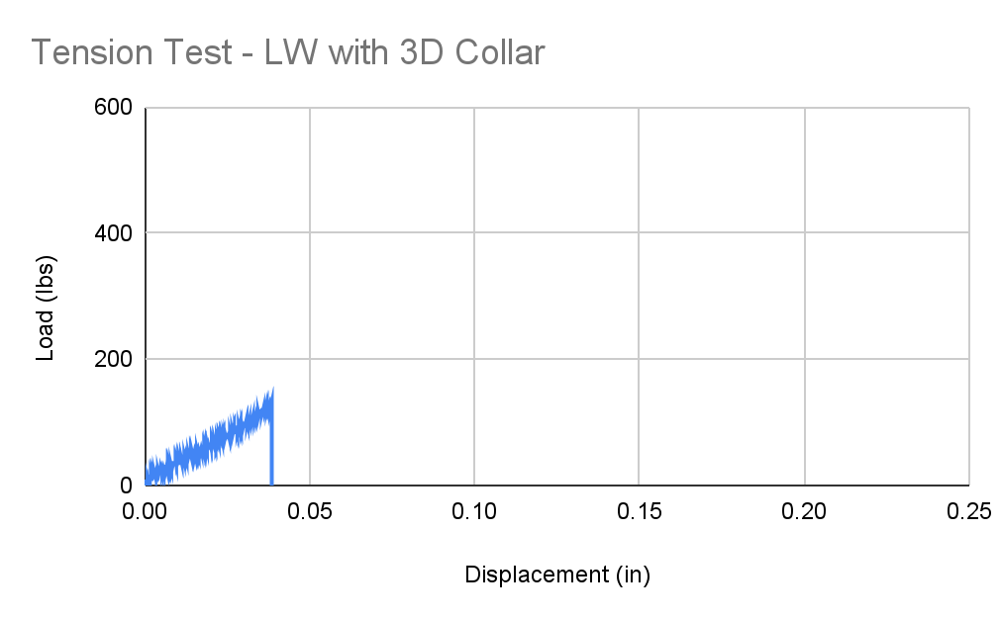 Tension Test - LW with 3D Collar
600
400
200
0
Load (lbs)
0.00 0.05 0.10 0.15 0.20 0.25
Displacement (in)